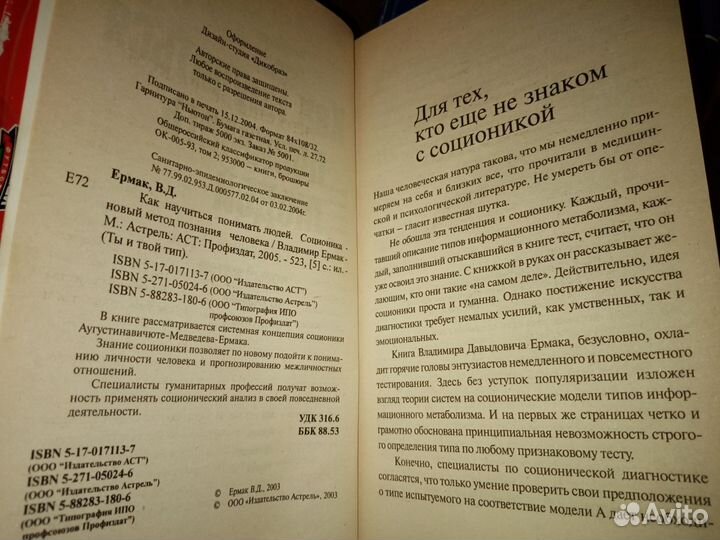 Оформление
Дизайн-студия «Дикобраз»
Авторские права защищены.
Любое воспроизведение текста
только с разрешения автора.
Подписано в печать 15.12.2004. Формат 84х108/32.
Гарнитура "Ньютон". Бумага газетная. Усл. печ. л. 27,72
Доп. тираж 5000 экз. Заказ № 5001.
Общероссийский классификатор продукции
ОК-005-93, том 2; 953000 — книги, брошюры
Санитарно-эпидемиологическое заключение
№ 77.99.02.953.Д.000577.02.04 от 03.02.2004г.
Ермак, В.Д.
Е72 Как научиться понимать людей. Соционика -
новый метод познания человека / Владимир Ермак-
М.: Астрель: АСТ: Профиздат, 2005. - 523, [5] с.: ил.-
(Ты и твой тип).
ISBN 5-17-017113-7 (ООО "Издательство АСТ")
ISBN 5-271-05024-6 (ООО "Издательство Астрель")
ISBN 5-88283-180-6 (ООО "Типография ИПО
профсоюзов Профиздат")
В книге рассматривается системная концепция соционики
Аугустинавичюте-Медведева-Ермака.
Знание соционики позволяет по новому подойти к понима-
нию личности человека и прогнозированию межличностных
отношений.
Специалисты гуманитарных профессий получат возмож-
ность применять соционический анализ в своей повседневной
деятельности.
УДК 316.6
ББК 88.53
ISBN 5-17-017113-7
(ООО "Издательство АСТ")
ISBN 5-271-05024-6
(ООО "Издательство Астрель")
ISBN 5-88283-180-6
(ООО "Типография ИПО
профсоюзов Профиздат")
© Ермак В.Д., 2003
© ООО «Издательство Астрель», 2003
Для тех,
кто еще не знаком
с соционикой
Наша человеческая натура такова, что мы немедленно при-
меряем на себя и близких все, что прочитали в медицин-
ской и психологической литературе. Не умереть бы от опе-
чатки – гласит известная шутка.
Не обошла эта тенденция и соционику. Каждый, прочи-
тавший описание типов информационного метаболизма, как-
дый, заполнивший отыскавшийся в книге тест, считает, что он
уже освоил это знание. С книжкой в руках он рассказывает же-
лающим, кто они такие «на самом деле». Действительно, идея
соционики проста и гуманна. Однако постижение искусства
диагностики требует немалых усилий, как умственных, так и
эмоциональных.
Книга Владимира Давыдовича Ермака, безусловно, охла-
дит горячие головы энтузиастов немедленного и повсеместного
тестирования. Здесь без уступок популяризации изложен
взгляд теории систем на соционические модели типов инфор-
мационного метаболизма. И на первых же страницах четко и
грамотно обоснована принципиальная невозможность строго-
го определения типа по любому признаковому тесту.
Конечно, специалисты по соционической диагностике
согласятся, что только умение проверить свои предположения
о типе испытуемого на соответствие модели А
Avito